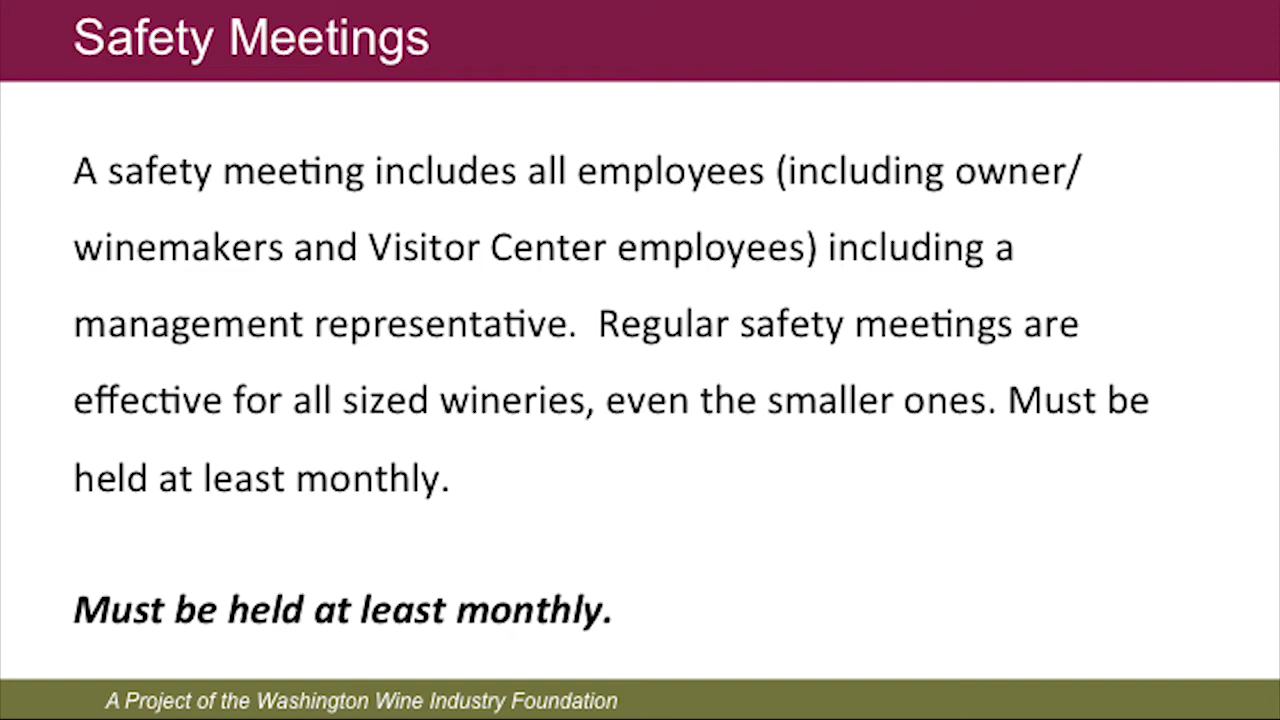 Safety Meetings
A safety meeting includes all employees (including owner/
winemakers and Visitor Center employees) including a
management representative.  Regular safety meetings are
effective for all sized wineries, even the smaller ones. Must be
held at least monthly.
Must be held at least monthly.
A Project of the Washington Wine Industry Foundation